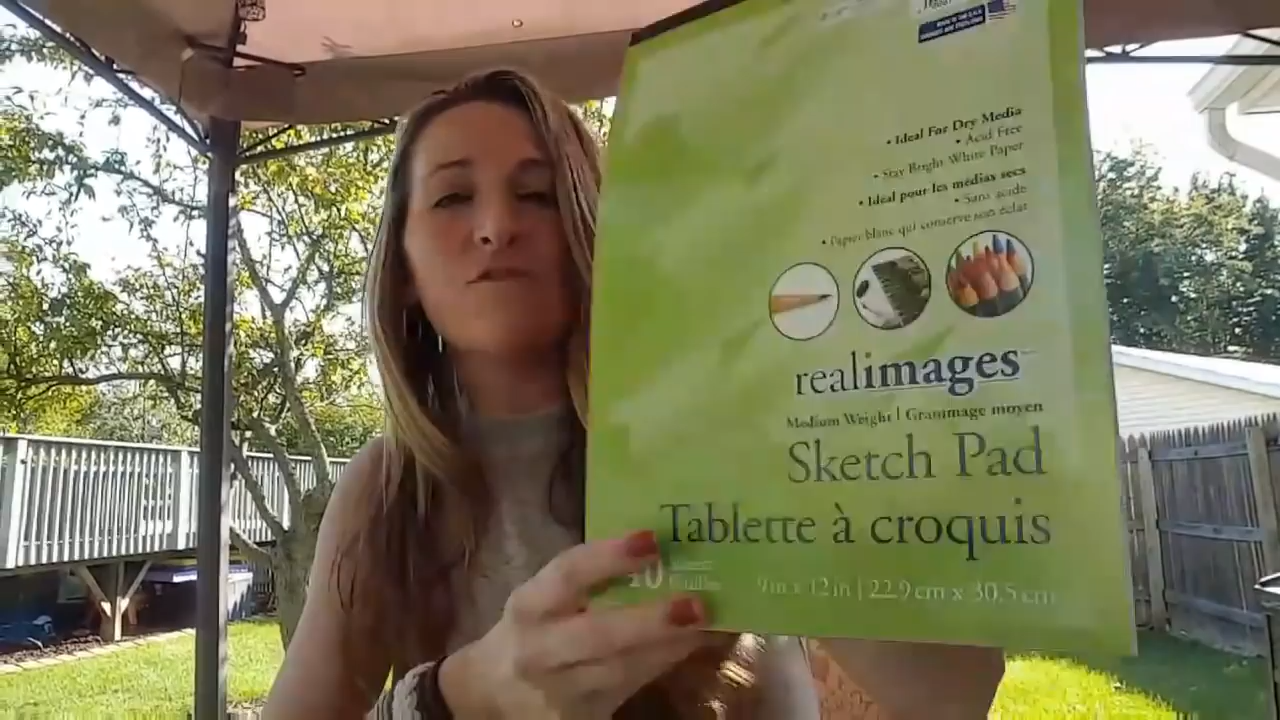 • Ideal For Dry Media
• Acid Free
• Stay Bright White Paper
• Idéal pour les médias secs
• Sans acide
• Papier blanc qui conserve son éclat
realimages
Medium Weight | Grammage moyen
Sketch Pad
Tablette à croquis
9 in x 12 in | 22.9 cm x 30.5 cm